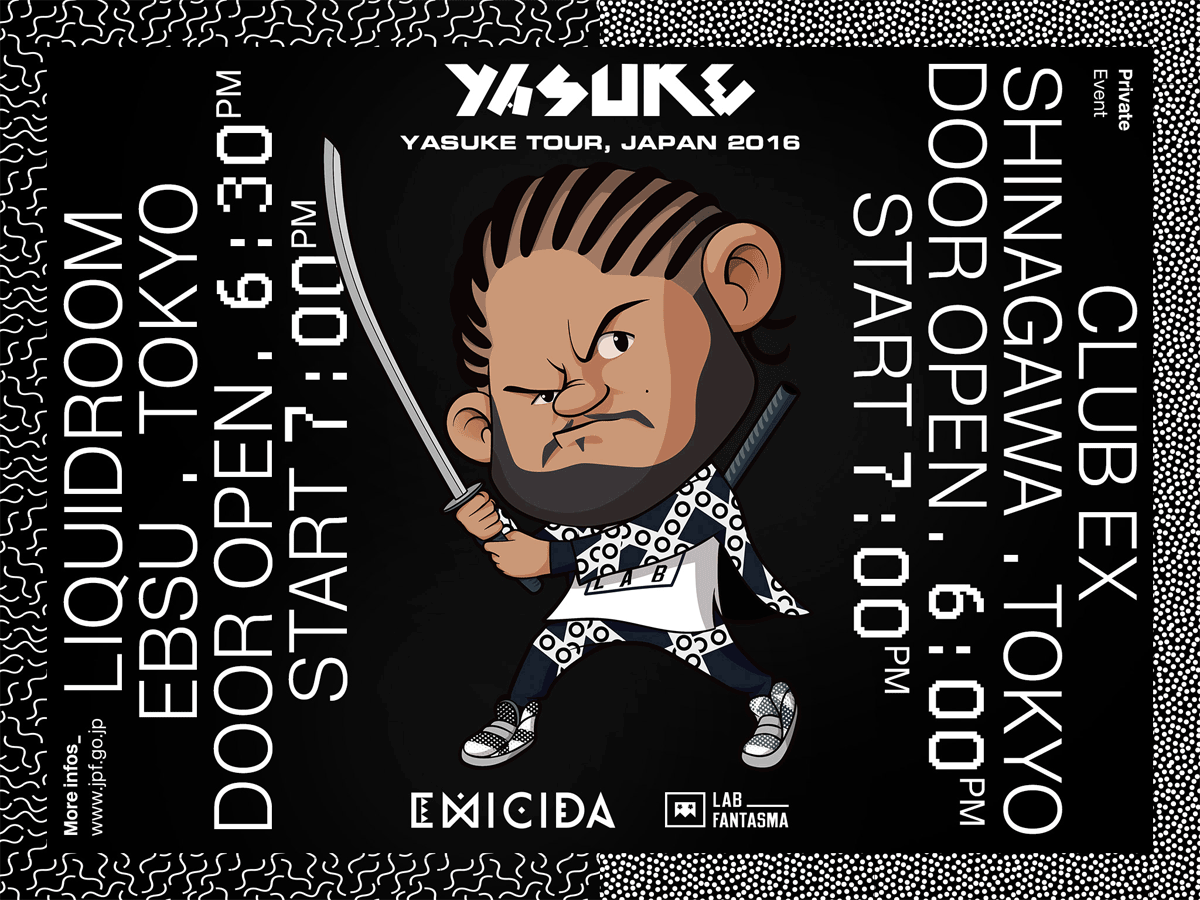 YASUKE
YASUKE TOUR, JAPAN 2016
LIQUIDROOM
EBSU . TOKYO
DOOR OPEN. 6:30PM
START 7:00PM
More infos_
www.jpf.go.jp
Private
Event
CLUB EX
SHINAGAWA . TOKYO
DOOR OPEN. 6:00PM
START 7:00PM
LAB
EMICIDA
LAB
FANTASMA